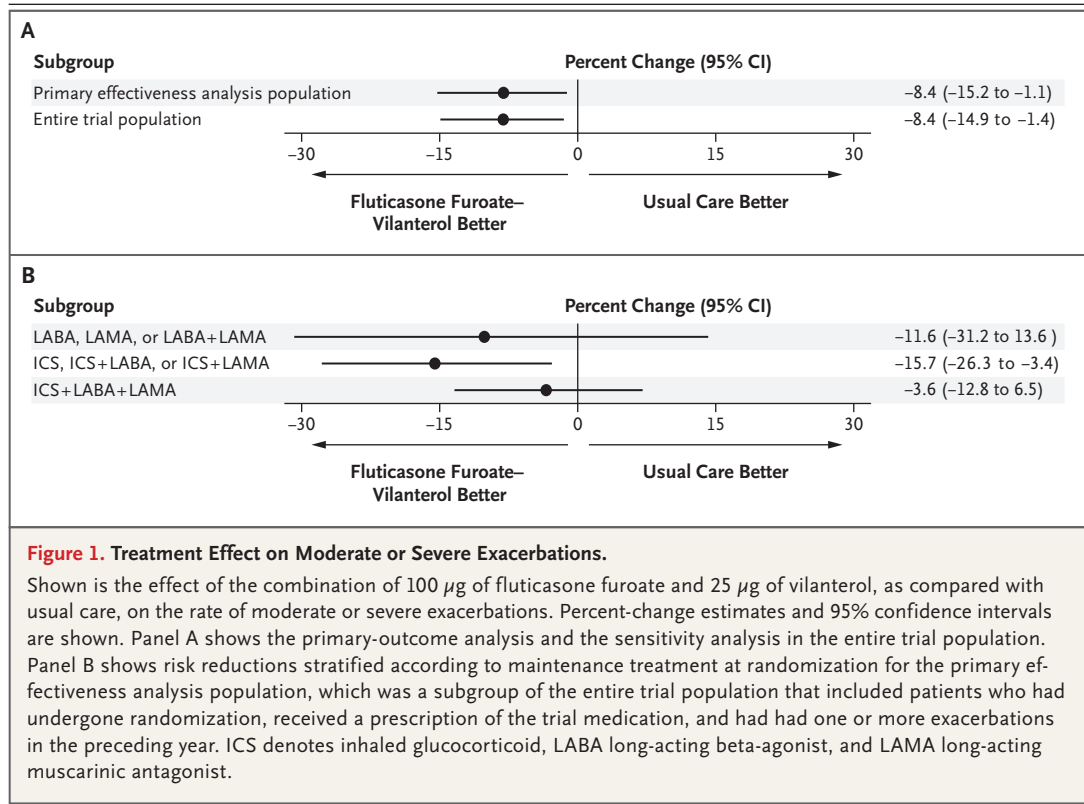 A
Subgroup Percent Change (95% CI)
Primary effectiveness analysis population −8.4 (−15.2 to −1.1)
Entire trial population −8.4 (−14.9 to −1.4)
−30 −15 0 15 30
Fluticasone Furoate– Usual Care Better
Vilanterol Better
B
Subgroup Percent Change (95% CI)
LABA, LAMA, or LABA+LAMA −11.6 (−31.2 to 13.6 )
ICS, ICS+LABA, or ICS+LAMA −15.7 (−26.3 to −3.4)
ICS+LABA+LAMA −3.6 (−12.8 to 6.5)
−30 −15 0 15 30
Fluticasone Furoate– Usual Care Better
Vilanterol Better
Figure 1. Treatment Effect on Moderate or Severe Exacerbations.
Shown is the effect of the combination of 100 μg of fluticasone furoate and 25 μg of vilanterol, as compared with
usual care, on the rate of moderate or severe exacerbations. Percent-change estimates and 95% confidence intervals
are shown. Panel A shows the primary-outcome analysis and the sensitivity analysis in the entire trial population.
Panel B shows risk reductions stratified according to maintenance treatment at randomization for the primary ef-
fectiveness analysis population, which was a subgroup of the entire trial population that included patients who had
undergone randomization, received a prescription of the trial medication, and had had one or more exacerbations
in the preceding year. ICS denotes inhaled glucocorticoid, LABA long-acting beta-agonist, and LAMA long-acting
muscarinic antagonist.